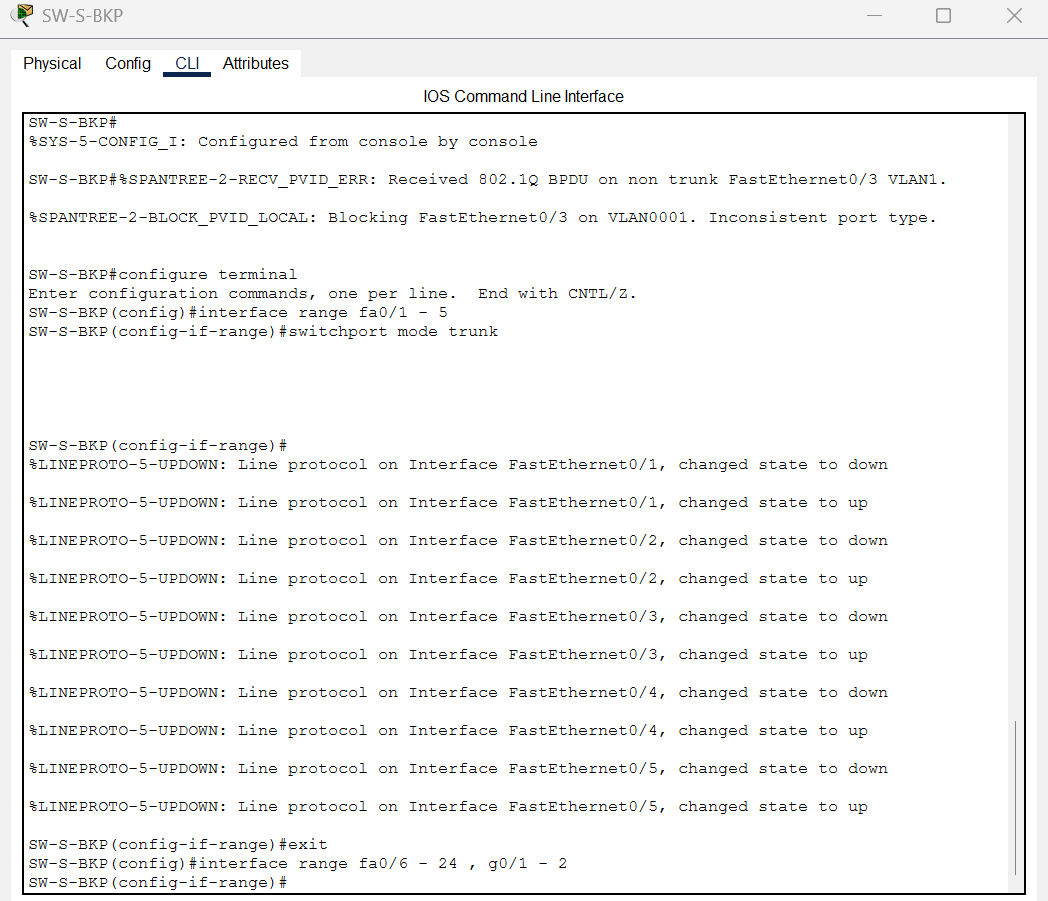 SW-S-BKP
Physical Config CLI Attributes
IOS Command Line Interface
SW-S-BKP#
%SYS-5-CONFIG_I: Configured from console by console
SW-S-BKP#%SPANTREE-2-RECV_PVID_ERR: Received 802.1Q BPDU on non trunk FastEthernet0/3 VLAN1.
%SPANTREE-2-BLOCK_PVID_LOCAL: Blocking FastEthernet0/3 on VLAN0001. Inconsistent port type.
SW-S-BKP#configure terminal
Enter configuration commands, one per line.  End with CNTL/Z.
SW-S-BKP(config)#interface range fa0/1 - 5
SW-S-BKP(config-if-range)#switchport mode trunk
SW-S-BKP(config-if-range)#
%LINEPROTO-5-UPDOWN: Line protocol on Interface FastEthernet0/1, changed state to down
%LINEPROTO-5-UPDOWN: Line protocol on Interface FastEthernet0/1, changed state to up
%LINEPROTO-5-UPDOWN: Line protocol on Interface FastEthernet0/2, changed state to down
%LINEPROTO-5-UPDOWN: Line protocol on Interface FastEthernet0/2, changed state to up
%LINEPROTO-5-UPDOWN: Line protocol on Interface FastEthernet0/3, changed state to down
%LINEPROTO-5-UPDOWN: Line protocol on Interface FastEthernet0/3, changed state to up
%LINEPROTO-5-UPDOWN: Line protocol on Interface FastEthernet0/4, changed state to down
%LINEPROTO-5-UPDOWN: Line protocol on Interface FastEthernet0/4, changed state to up
%LINEPROTO-5-UPDOWN: Line protocol on Interface FastEthernet0/5, changed state to down
%LINEPROTO-5-UPDOWN: Line protocol on Interface FastEthernet0/5, changed state to up
SW-S-BKP(config-if-range)#exit
SW-S-BKP(config)#interface range fa0/6 - 24 , g0/1 - 2
SW-S-BKP(config-if-range)#